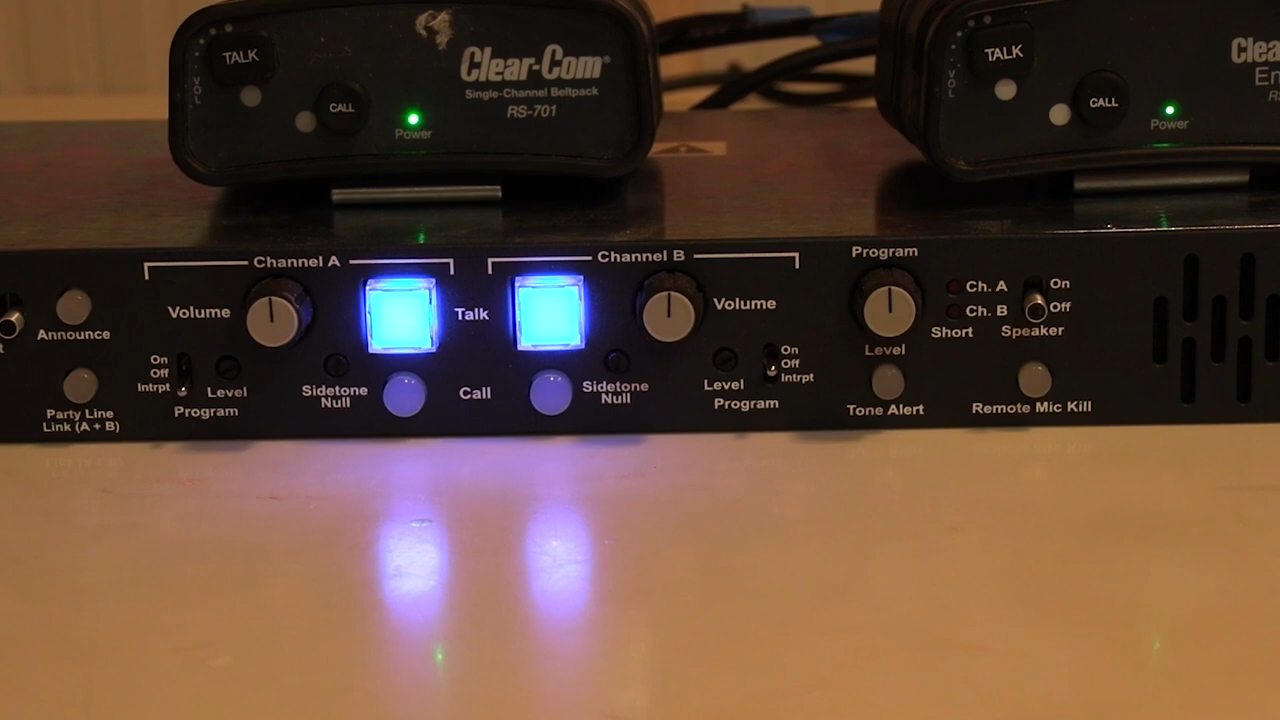 TALK
VOL
CALL
Power
Clear-Com®
Single-Channel Beltpack
RS-701
TALK
VOL
CALL
Power
Announce
Party Line
Link (A + B)
Channel A
Volume
On
Off
Intrpt
Level
Program
Sidetone
Null
Talk
Call
Channel B
Volume
Sidetone
Null
Level
Program
On
Off
Intrpt
Program
Level
Tone Alert
Ch. A
Ch. B
Short
On
Off
Speaker
Remote Mic Kill